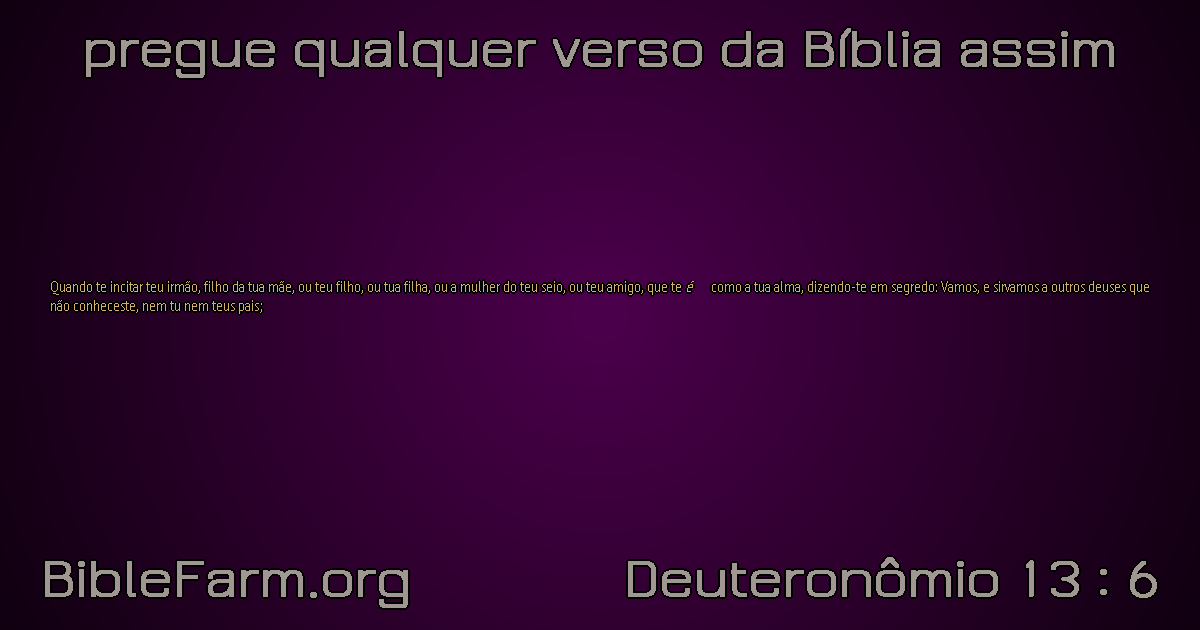 pregue qualquer verso da Bíblia assim
Quando te incitar teu irmão, filho da tua mãe, ou teu filho, ou tua filha, ou a mulher do teu seio, ou teu amigo, que te é como a tua alma, dizendo-te em segredo: Vamos, e sirvamos a outros deuses que
não conheceste, nem tu nem teus pais;
BibleFarm.org
Deuteronômio 13 : 6